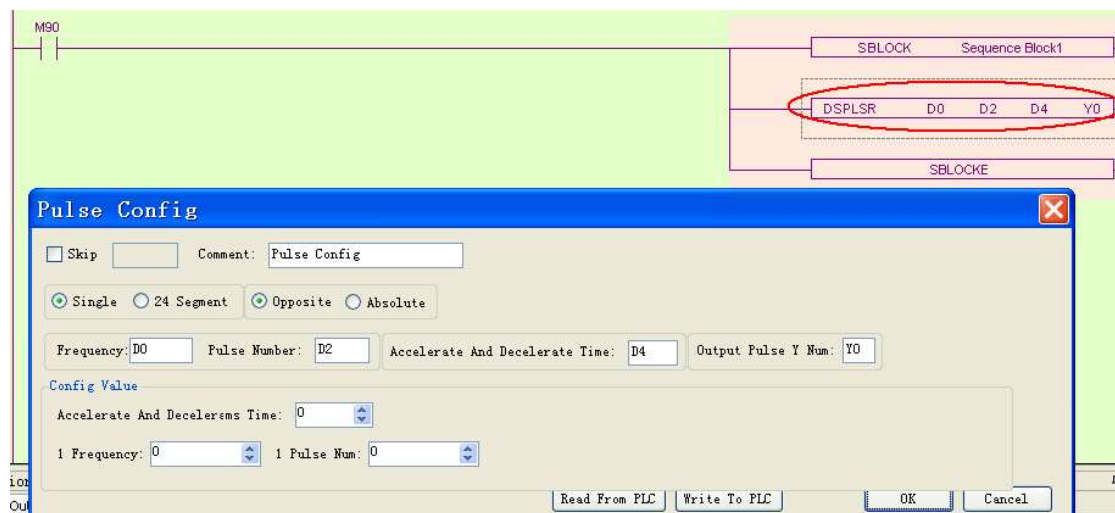 M90
SBLOCK Sequence Block1
DSPLSR D0 D2 D4 Y0
SBLOCKE
Pulse Config
Skip Comment: Pulse Config
Single 24 Segment Opposite Absolute
Frequency: D0 Pulse Number: D2 Accelerate And Decelerate Time: D4 Output Pulse Y Num: Y0
Config Value
Accelerate And Decelerems Time: 0
1 Frequency: 0 1 Pulse Num: 0
Read From PLC Write To PLC OK Cancel